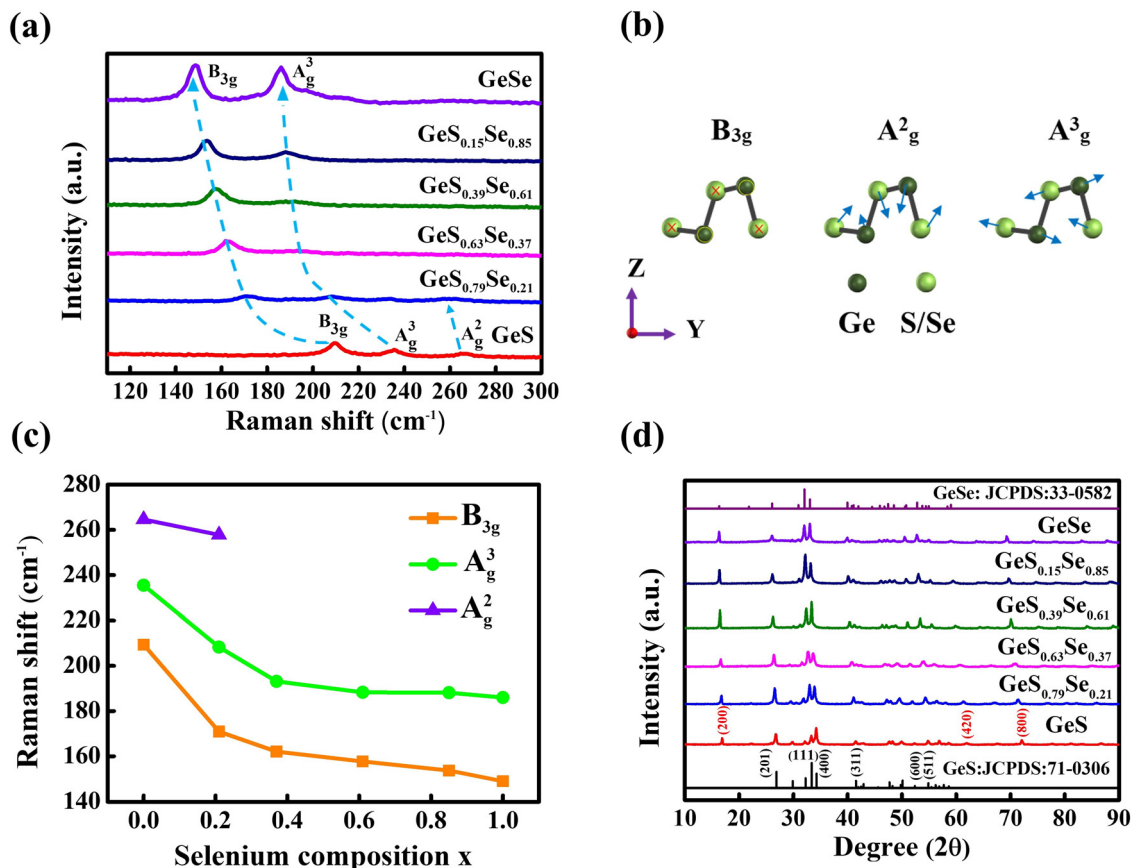 (a)
B3g
A3g
GeSe
GeS0.15Se0.85
GeS0.39Se0.61
GeS0.63Se0.37
GeS0.79Se0.21
B3g
A3g
A2g
GeS
Intensity (a.u.)
120 140 160 180 200 220 240 260 280 300
Raman shift (cm-1)
(b)
B3g A2g A3g
Z
Y
Ge S/Se
(c)
280
260
240
220
200
180
160
140
B3g
A3g
A2g
Raman shift (cm-1)
0.0 0.2 0.4 0.6 0.8 1.0
Selenium composition x
(d)
GeSe: JCPDS:33-0582
GeSe
GeS0.15Se0.85
GeS0.39Se0.61
GeS0.63Se0.37
GeS0.79Se0.21
GeS
(200) (420) (800)
(201) (111) (400) (311) (600) (511)
GeS:JCPDS:71-0306
Intensity (a.u.)
10 20 30 40 50 60 70 80 90
Degree (2θ)